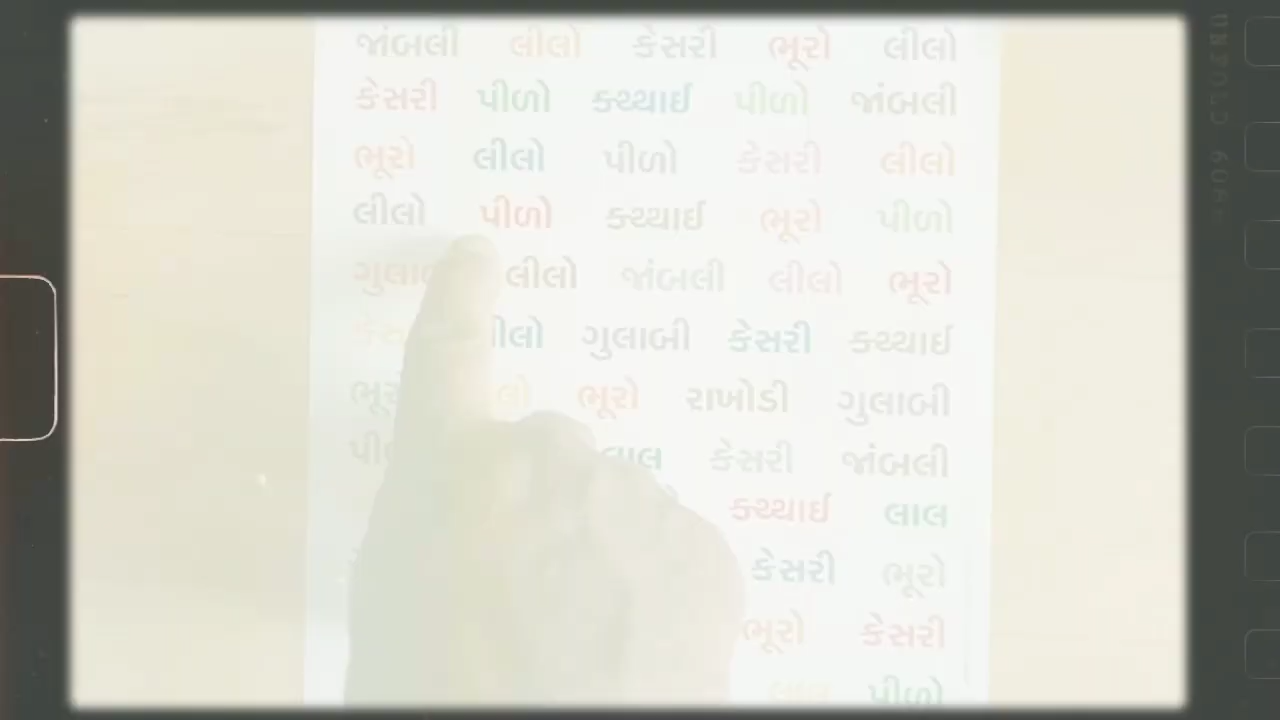 જાંબલી લીલો કેસરી ભૂરો લીલો
કેસરી પીળો કથ્થાઈ પીળો જાંબલી
ભૂરો લીલો પીળો કેસરી લીલો
લીલો પીળો કથ્થાઈ ભૂરો પીળો
લીલો જાંબલી લીલો ભૂરો
ગુલાબી કેસરી કથ્થાઈ
ભૂરો રાખોડી ગુલાબી
લાલ કેસરી જાંબલી
કથ્થાઈ લાલ
કેસરી ભૂરો
ભૂરો કેસરી
લાલ પીળો